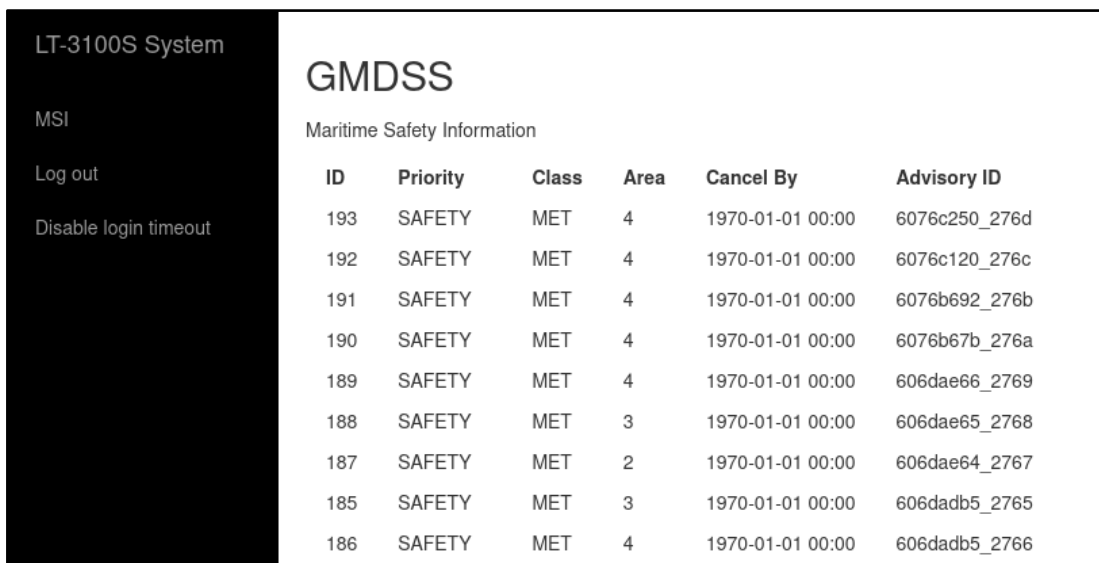 LT-3100S System
MSI
Log out
Disable login timeout
GMDSS
Maritime Safety Information
ID Priority Class Area Cancel By Advisory ID
193 SAFETY MET 4 1970-01-01 00:00 6076c250_276d
192 SAFETY MET 4 1970-01-01 00:00 6076c120_276c
191 SAFETY MET 4 1970-01-01 00:00 6076b692_276b
190 SAFETY MET 4 1970-01-01 00:00 6076b67b_276a
189 SAFETY MET 4 1970-01-01 00:00 606dae66_2769
188 SAFETY MET 3 1970-01-01 00:00 606dae65_2768
187 SAFETY MET 2 1970-01-01 00:00 606dae64_2767
185 SAFETY MET 3 1970-01-01 00:00 606dadb5_2765
186 SAFETY MET 4 1970-01-01 00:00 606dadb5_2766